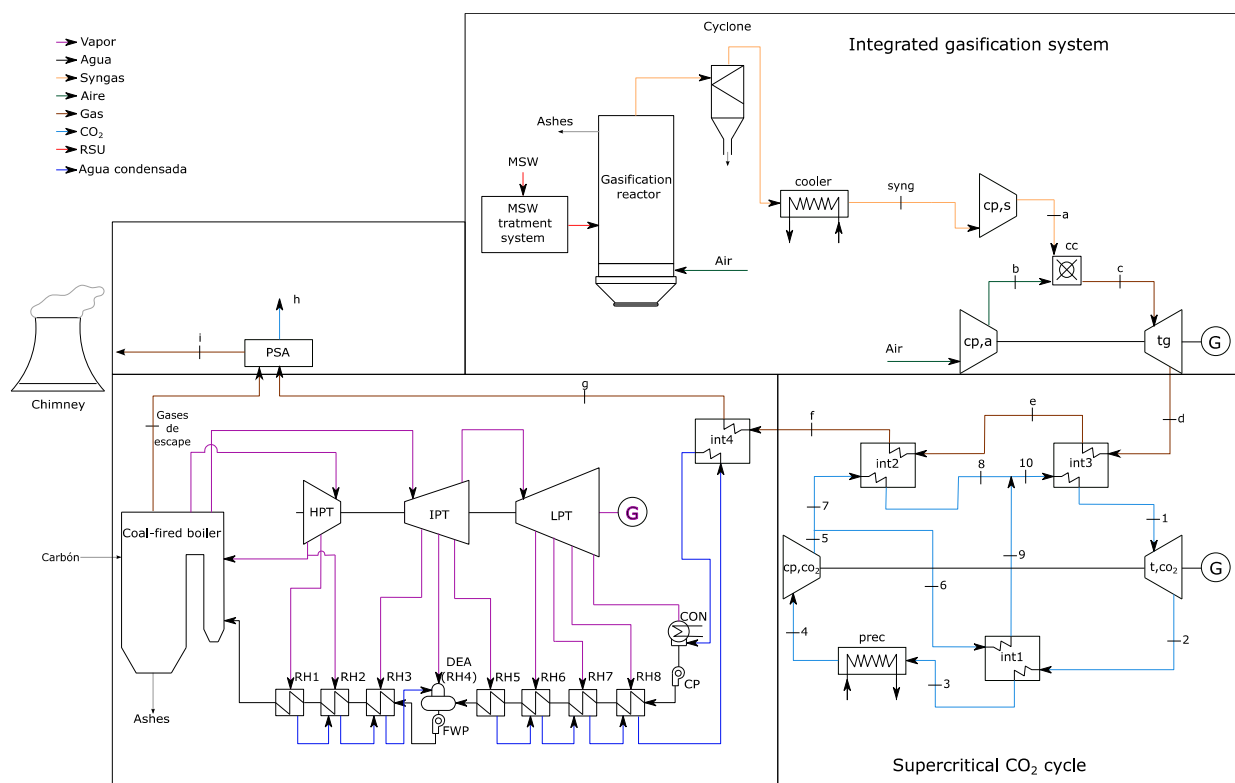 Vapor
Agua
Syngas
Aire
Gas
CO₂
RSU
Agua condensada
Cyclone
Integrated gasification system
Ashes
MSW
Gasification
reactor
MSW
tratment
system
cooler
syng
cp,s
a
cc
Air
b
c
cp,a
tg
G
Air
h
i
PSA
Chimney
g
Gases
de
escape
int4
f
e
d
int2
int3
8
10
7
5
1
HPT
IPT
LPT
G
Coal-fired boiler
Carbón
cp,co₂
t,co₂
G
9
6
4
prec
int1
2
3
CON
CP
RH1
RH2
RH3
DEA
(RH4)
RH5
RH6
RH7
RH8
FWP
Ashes
Supercritical CO₂ cycle